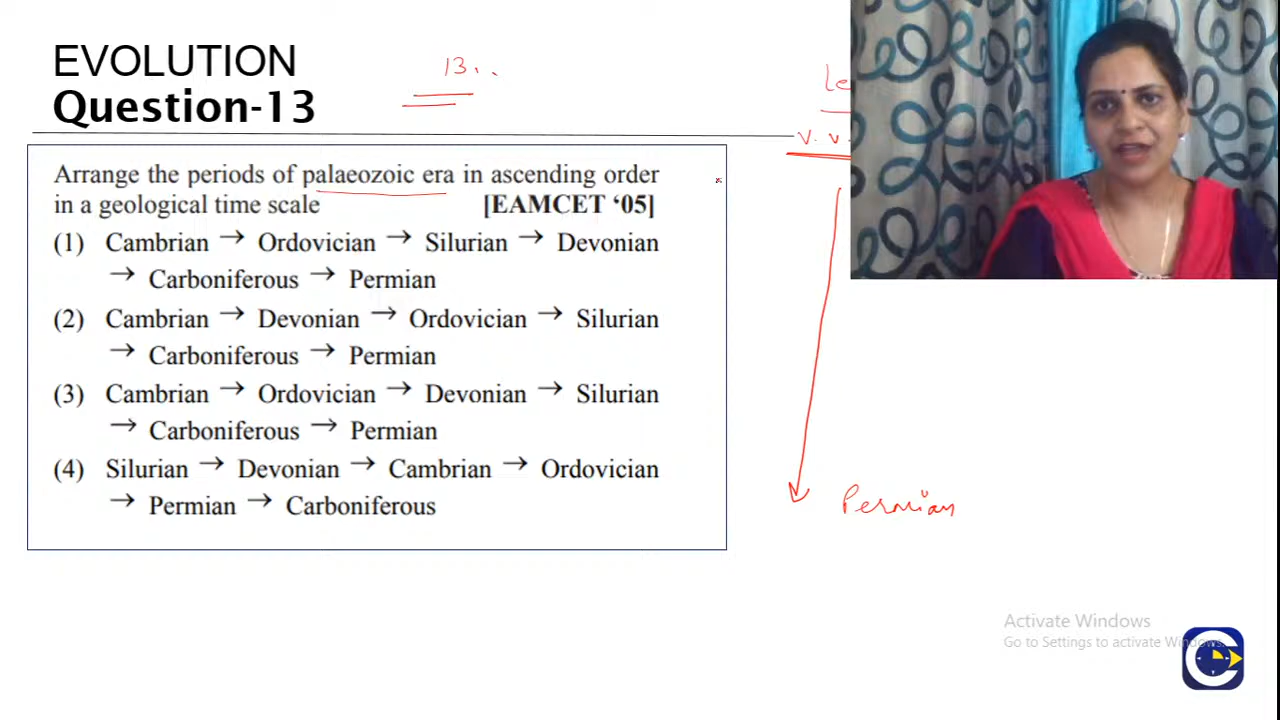 EVOLUTION
Question-13
13..
Le
v. v.
Arrange the periods of palaeozoic era in ascending order
in a geological time scale [EAMCET ‘05]
(1) Cambrian → Ordovician → Silurian → Devonian
→ Carboniferous → Permian
(2) Cambrian → Devonian → Ordovician → Silurian
→ Carboniferous → Permian
(3) Cambrian → Ordovician → Devonian → Silurian
→ Carboniferous → Permian
(4) Silurian → Devonian → Cambrian → Ordovician
→ Permian → Carboniferous
Permian
Activate Windows
Go to Settings to activate Windows.